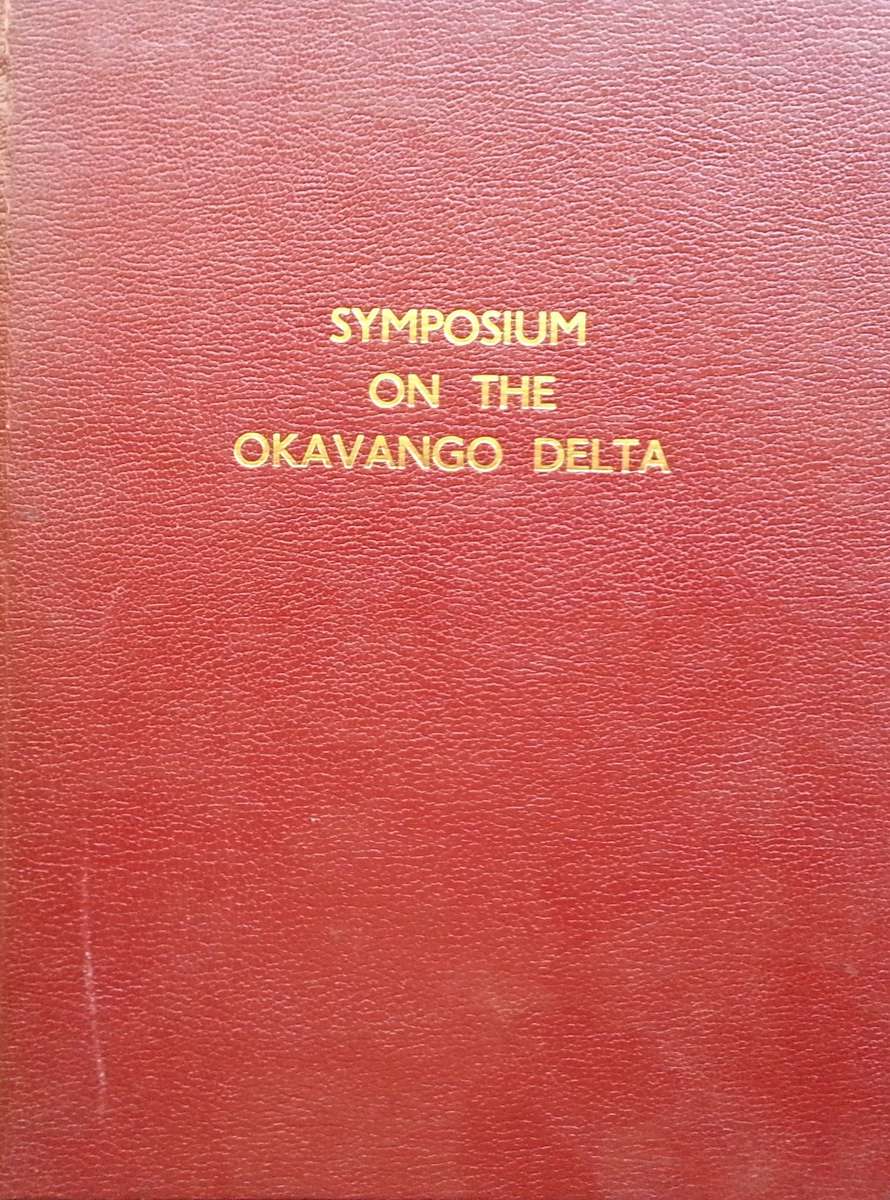 SYMPOSIUM
ON THE
OKAVANGO DELTA